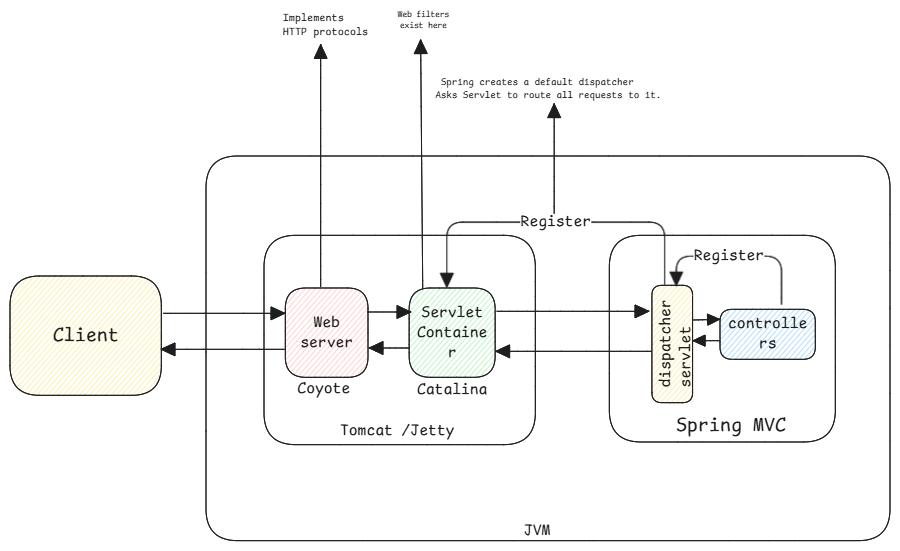 Implements
HTTP protocols
Web filters
exist here
Spring creates a default dispatcher
Asks Servlet to route all requests to it.
Register
Register
Client
Web
server
Servlet
Containe
r
dispatcher
servlet
controlle
rs
Coyote
Catalina
Tomcat /Jetty
Spring MVC
JVM